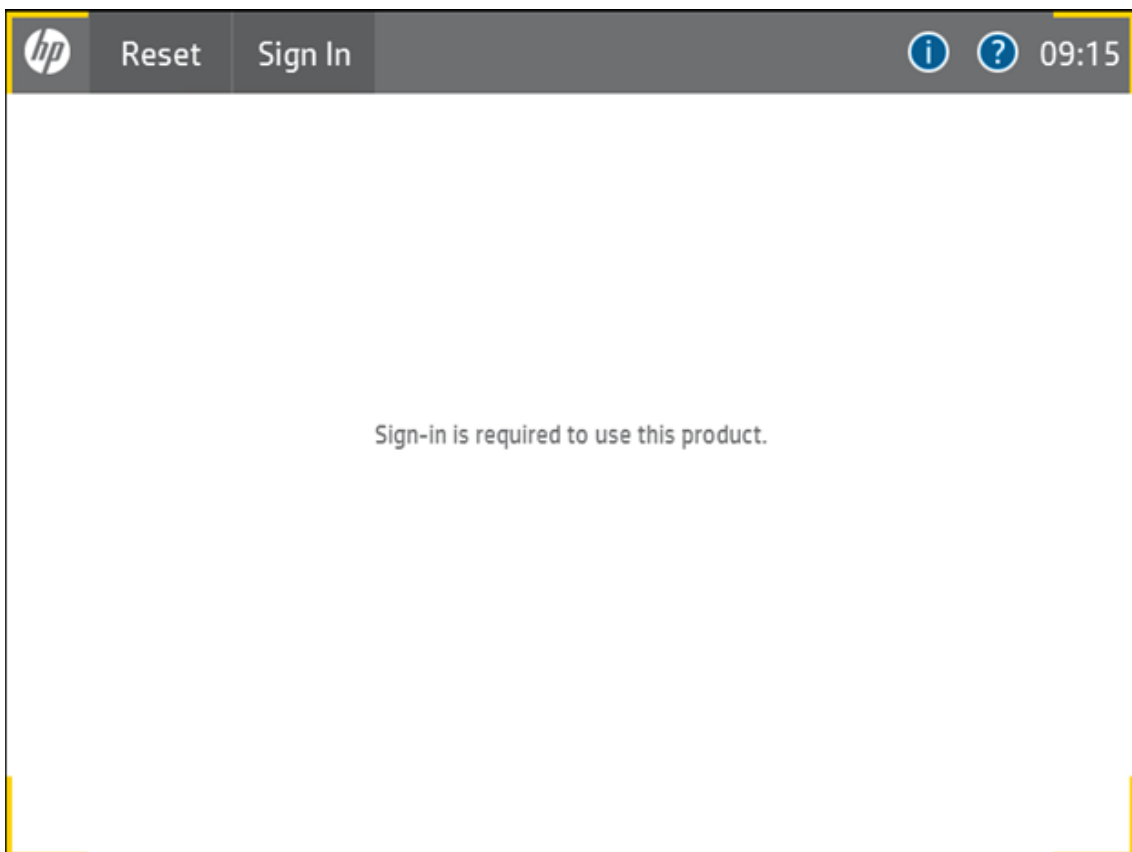 hp Reset Sign In i ? 09:15
Sign-in is required to use this product.